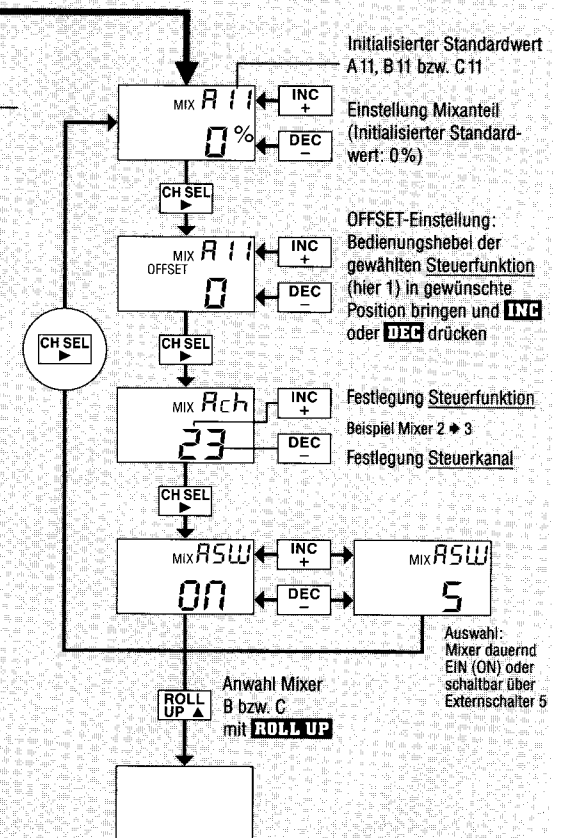 Initialisierter Standardwert
A 11, B 11 bzw. C 11
MIX A11
0%
INC
+
DEC
–
Einstellung Mixanteil
(Initialisierter Standard-
wert: 0%)
CH SEL
▶
MIX A11
OFFSET
0
INC
+
DEC
–
OFFSET-Einstellung:
Bedienungshebel der
gewählten Steuerfunktion
(hier 1) in gewünschte
Position bringen und INC
oder DEC drücken
CH SEL
▶
CH SEL
▶
MIX Ach
23
INC
+
DEC
–
Festlegung Steuerfunktion
Beispiel Mixer 2 ➧ 3
Festlegung Steuerkanal
CH SEL
▶
MIX ASW
ON
INC
+
DEC
–
MIX ASW
5
Auswahl:
Mixer dauernd
EIN (ON) oder
schaltbar über
Externschalter 5
ROLL
UP ▲
Anwahl Mixer
B bzw. C
mit ROLL UP